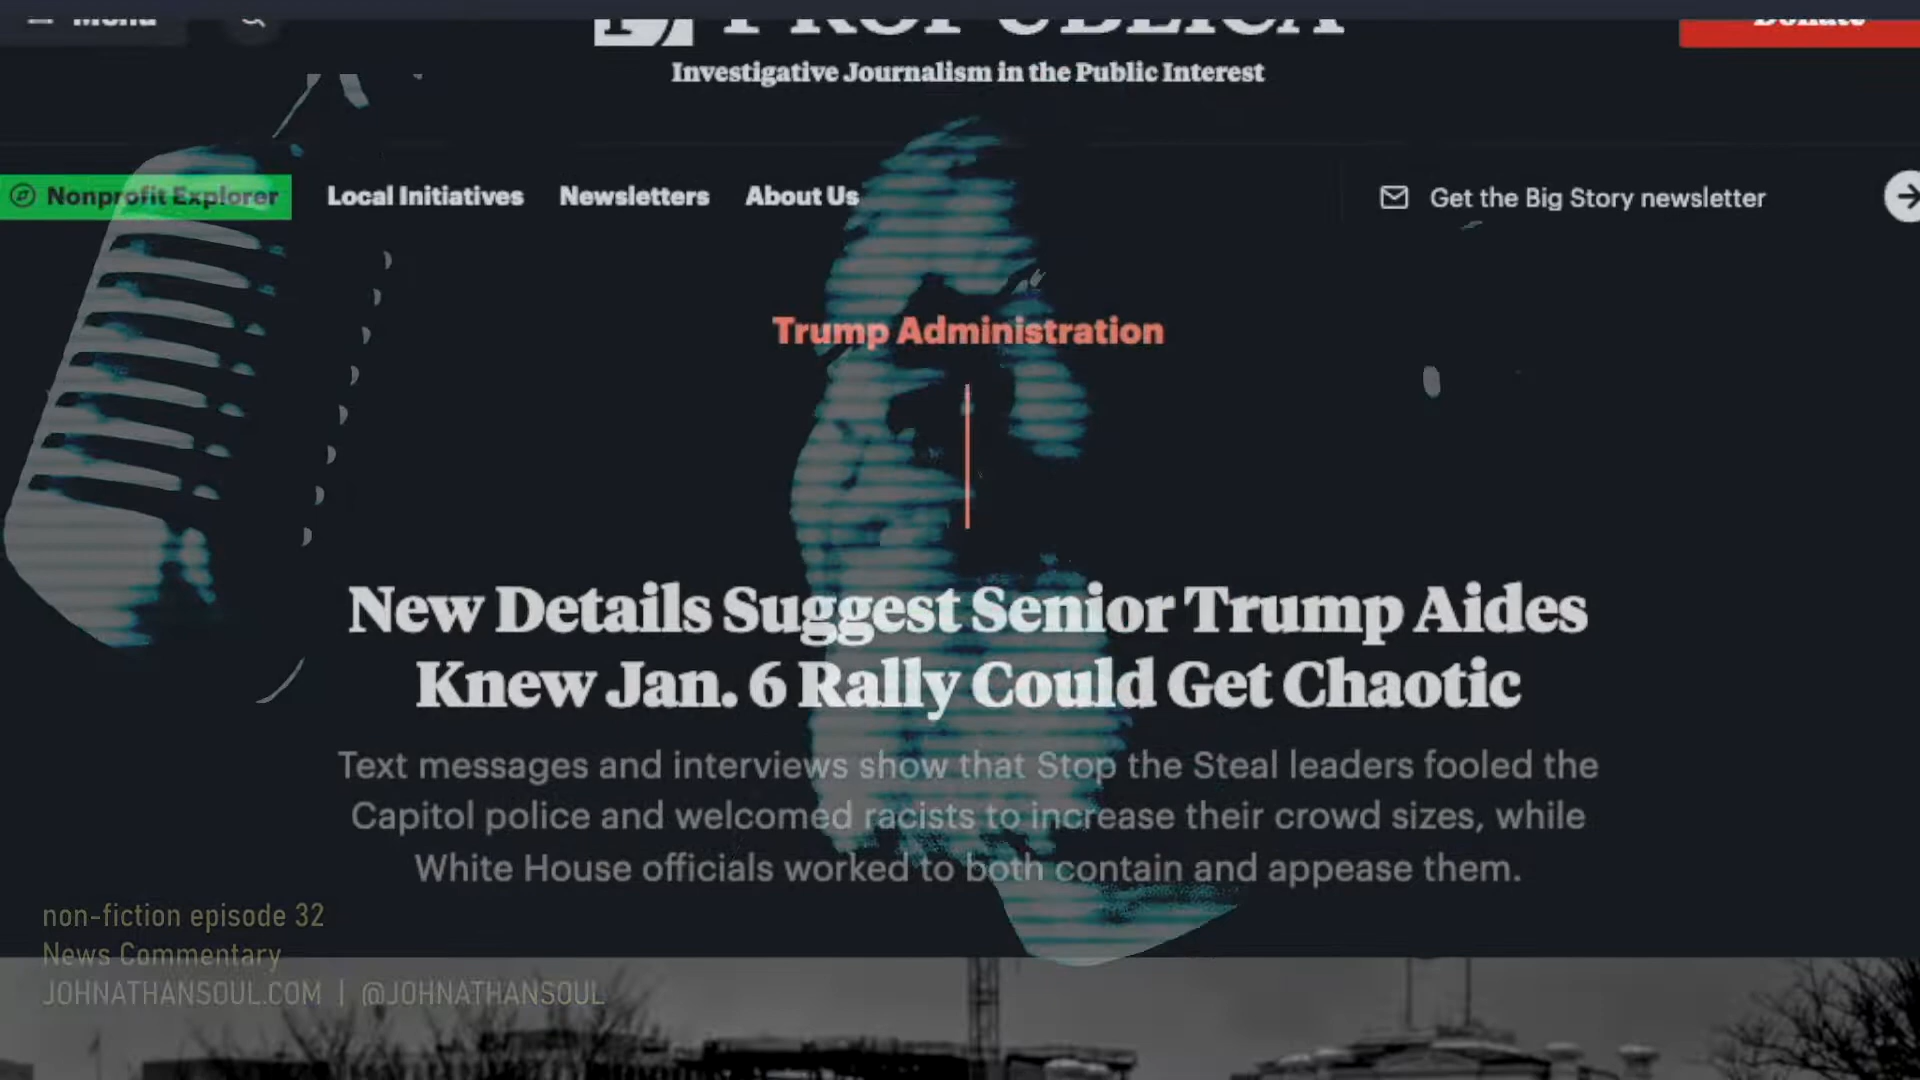 Menu
PROPUBLICA
Donate
Investigative Journalism in the Public Interest
Nonprofit Explorer
Local Initiatives
Newsletters
About Us
Get the Big Story newsletter
Trump Administration
New Details Suggest Senior Trump Aides
Knew Jan. 6 Rally Could Get Chaotic
Text messages and interviews show that Stop the Steal leaders fooled the
Capitol police and welcomed racists to increase their crowd sizes, while
White House officials worked to both contain and appease them.
non-fiction episode 32
News Commentary
JOHNATHANSOUL.COM | @JOHNATHANSOUL